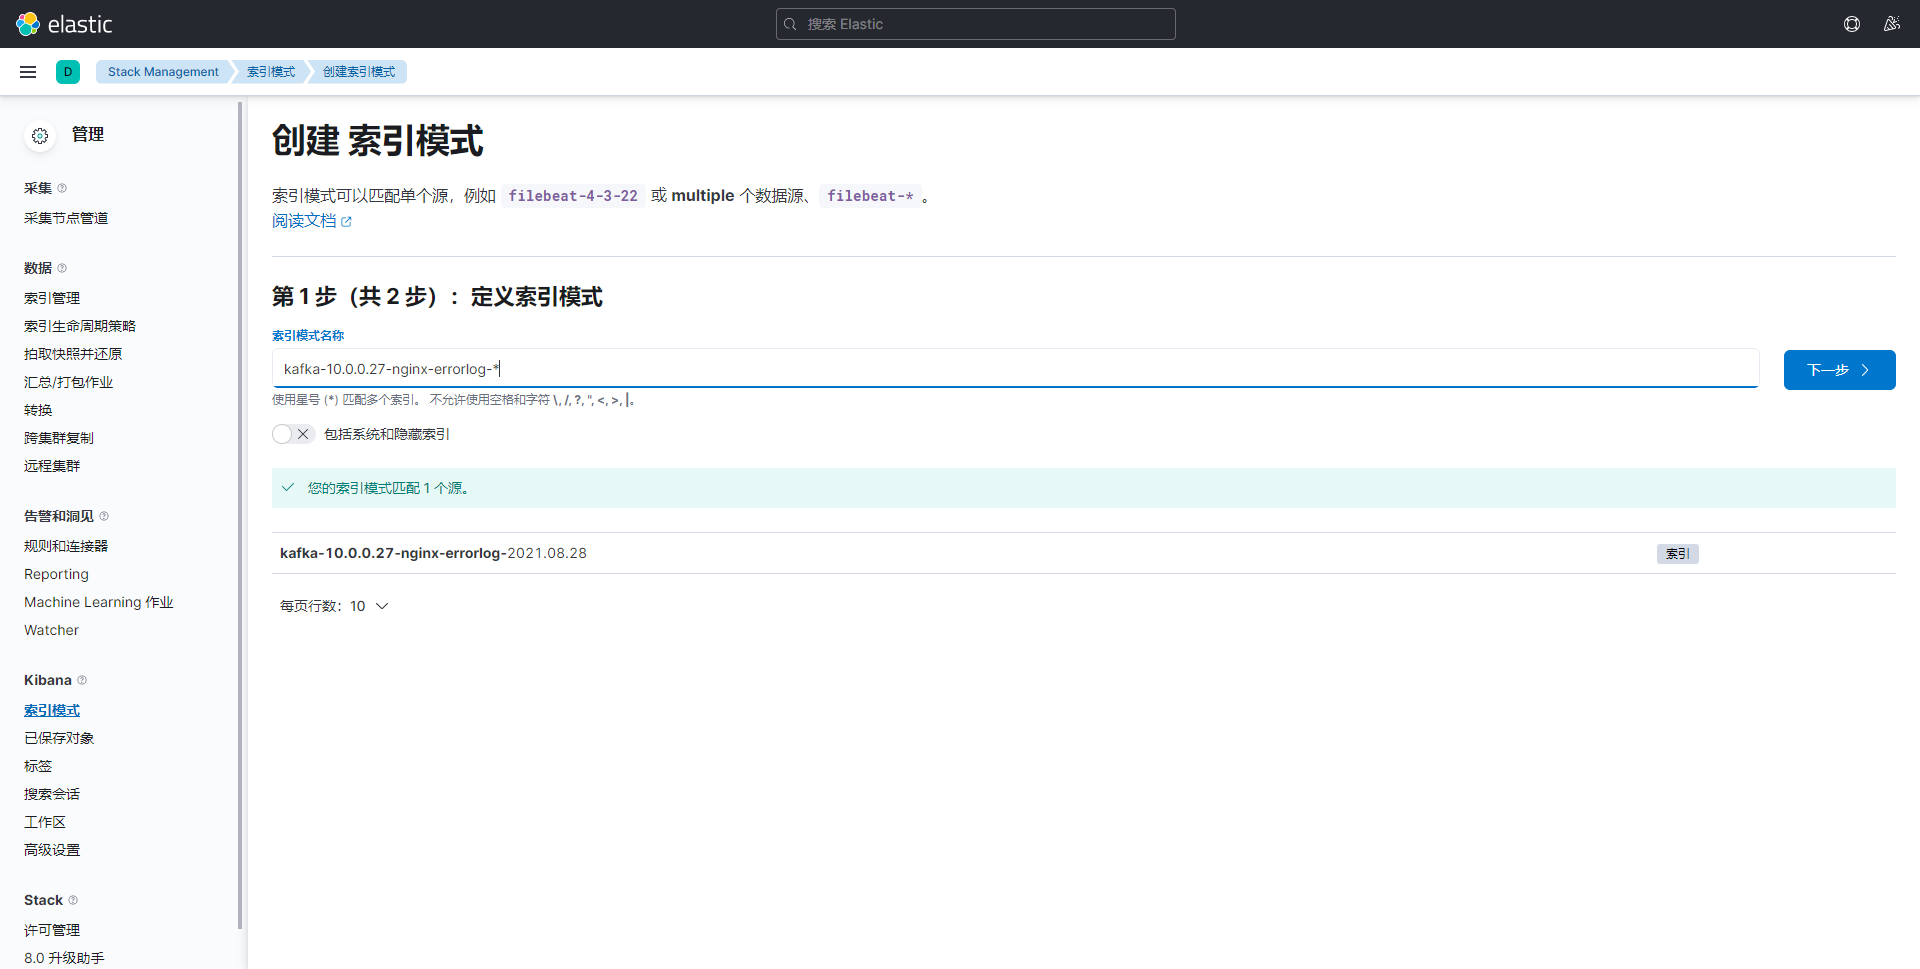 elastic
搜索 Elastic
D
Stack Management
索引模式
创建索引模式
管理
采集
采集节点管道
数据
索引管理
索引生命周期策略
拍取快照并还原
汇总/打包作业
转换
跨集群复制
远程集群
告警和洞见
规则和连接器
Reporting
Machine Learning 作业
Watcher
Kibana
索引模式
已保存对象
标签
搜索会话
工作区
高级设置
Stack
许可管理
8.0 升级助手
创建 索引模式
索引模式可以匹配单个源，例如 filebeat-4-3-22 或 multiple 个数据源、 filebeat-* 。
阅读文档
第 1 步（共 2 步）：定义索引模式
索引模式名称
kafka-10.0.0.27-nginx-errorlog-*
下一步
使用星号 (*) 匹配多个索引。 不允许使用空格和字符 \, /, ?, ", <, >, |。
包括系统和隐藏索引
您的索引模式匹配 1 个源。
kafka-10.0.0.27-nginx-errorlog-2021.08.28
索引
每页行数：10